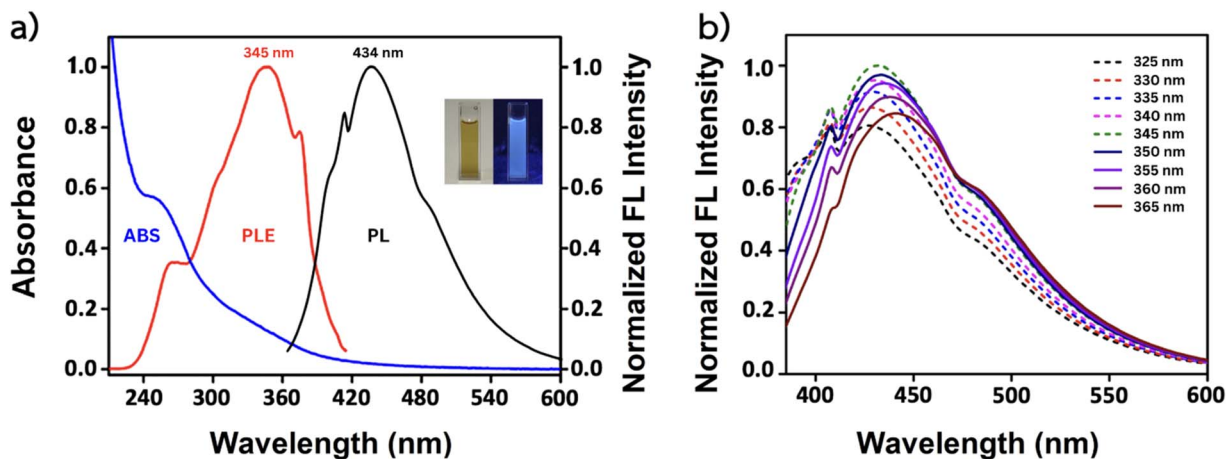 a)
345 nm
434 nm
1.0
0.8
0.6
0.4
0.2
0.0
Absorbance
ABS
PLE
PL
1.0
0.8
0.6
0.4
0.2
0.0
Normalized FL Intensity
240 300 360 420 480 540 600
Wavelength (nm)
b)
1.0
0.8
0.6
0.4
0.2
0.0
Normalized FL Intensity
325 nm
330 nm
335 nm
340 nm
345 nm
350 nm
355 nm
360 nm
365 nm
400 450 500 550 600
Wavelength (nm)